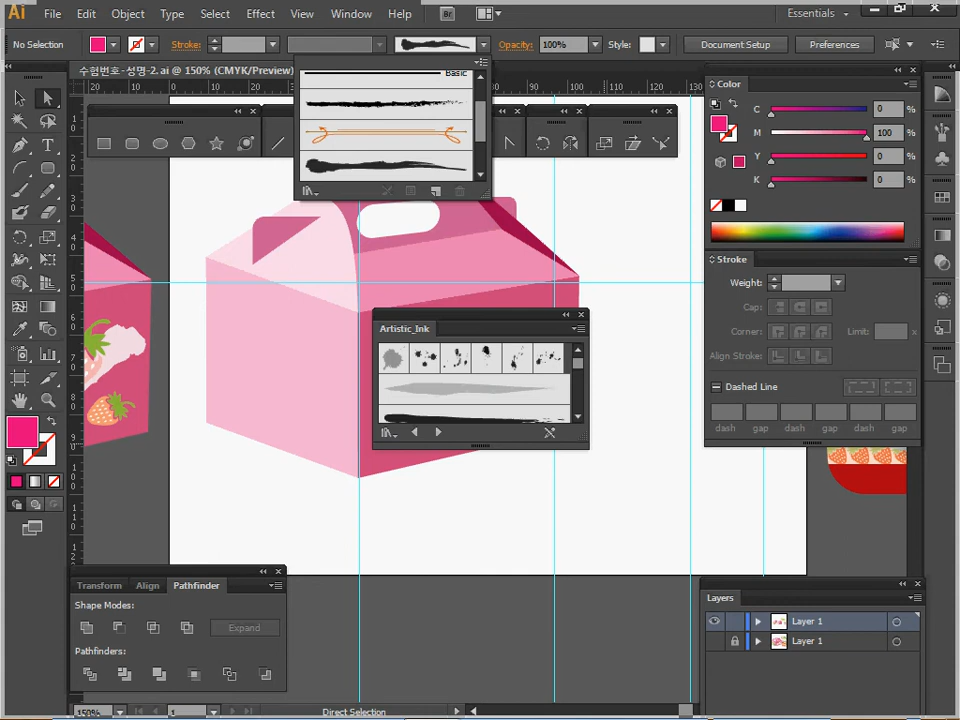 Ai File Edit Object Type Select Effect View Window Help Br Essentials
No Selection Stroke: Opacity: 100% Style: Document Setup Preferences
수험번호-성명-2.ai @ 150% (CMYK/Preview)
Basic
Color
C 0 %
M 100 %
Y 0 %
K 0 %
Stroke
Weight:
Cap:
Corner: Limit: x
Align Stroke:
Dashed Line
dash gap dash gap dash gap
Artistic_Ink
Transform Align Pathfinder
Shape Modes:
Expand
Pathfinders:
Layers
Layer 1
Layer 1
150% 1 Direct Selection